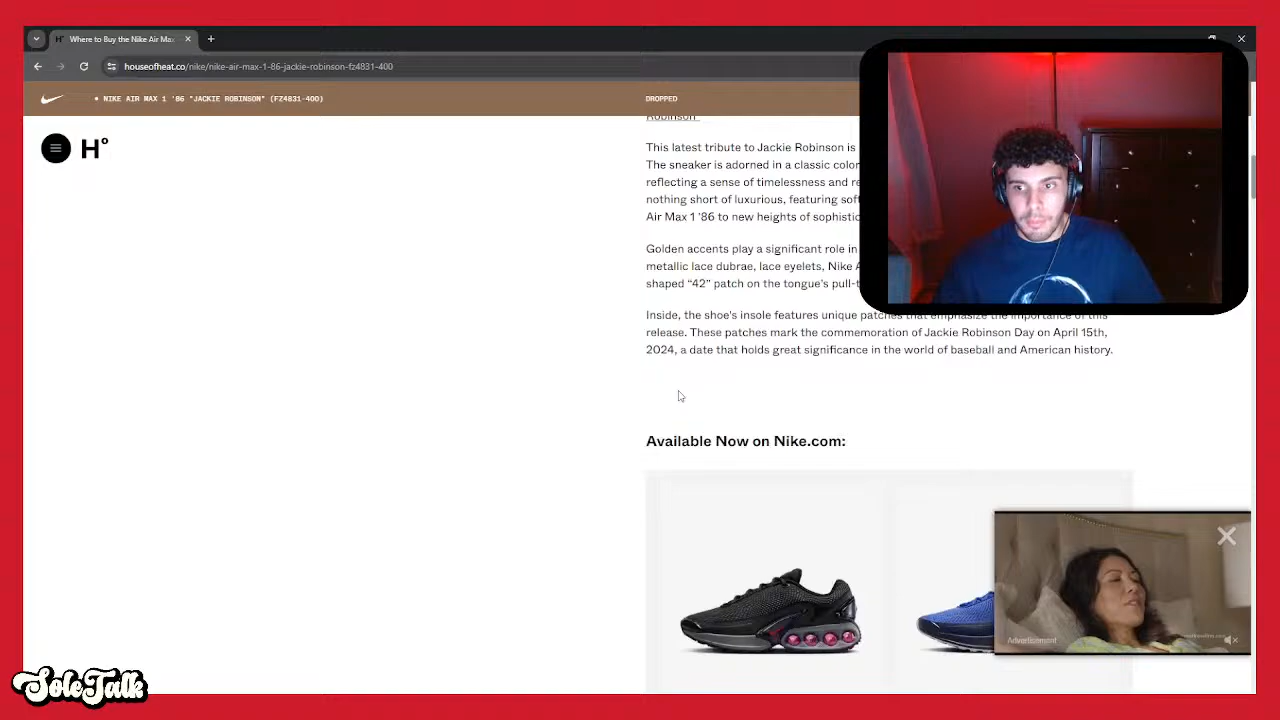 Where to Buy the Nike Air Max
houseofheat.co/nike/nike-air-max-1-86-jackie-robinson-fz4831-400
• NIKE AIR MAX 1 '86 "JACKIE ROBINSON" (FZ4831-400)
DROPPED
H°
Robinson"
This latest tribute to Jackie Robinson is
The sneaker is adorned in a classic color
reflecting a sense of timelessness and re
nothing short of luxurious, featuring soft
Air Max 1 '86 to new heights of sophistic
Golden accents play a significant role in
metallic lace dubrae, lace eyelets, Nike A
shaped “42” patch on the tongue's pull-t
Inside, the shoe's insole features unique patches that emphasize the importance of this
release. These patches mark the commemoration of Jackie Robinson Day on April 15th,
2024, a date that holds great significance in the world of baseball and American history.
Available Now on Nike.com:
Advertisement
SoleTalk